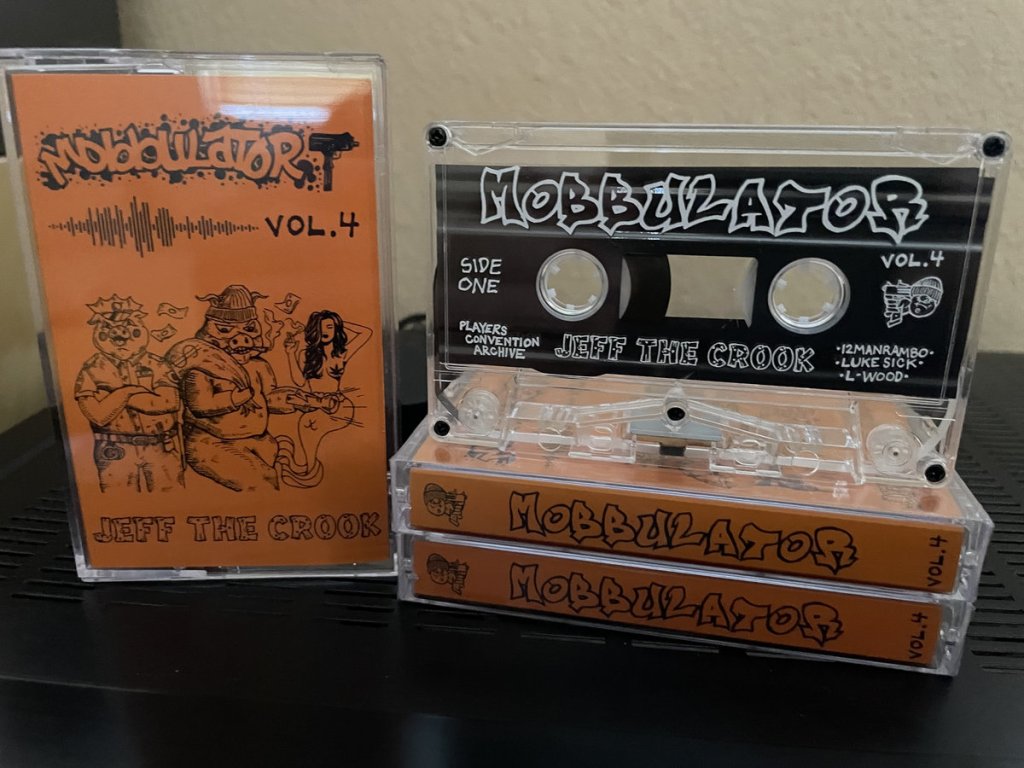 MOBBULATOR
VOL.4
JEFF THE CROOK
MOBBULATOR
VOL.4
SIDE
ONE
PLAYERS
CONVENTION
ARCHIVE
JEFF THE CROOK
·12MANRAMBO·
·LUKE SICK·
·L-WOOD·
MOBBULATOR
VOL.4
MOBBULATOR
VOL.4